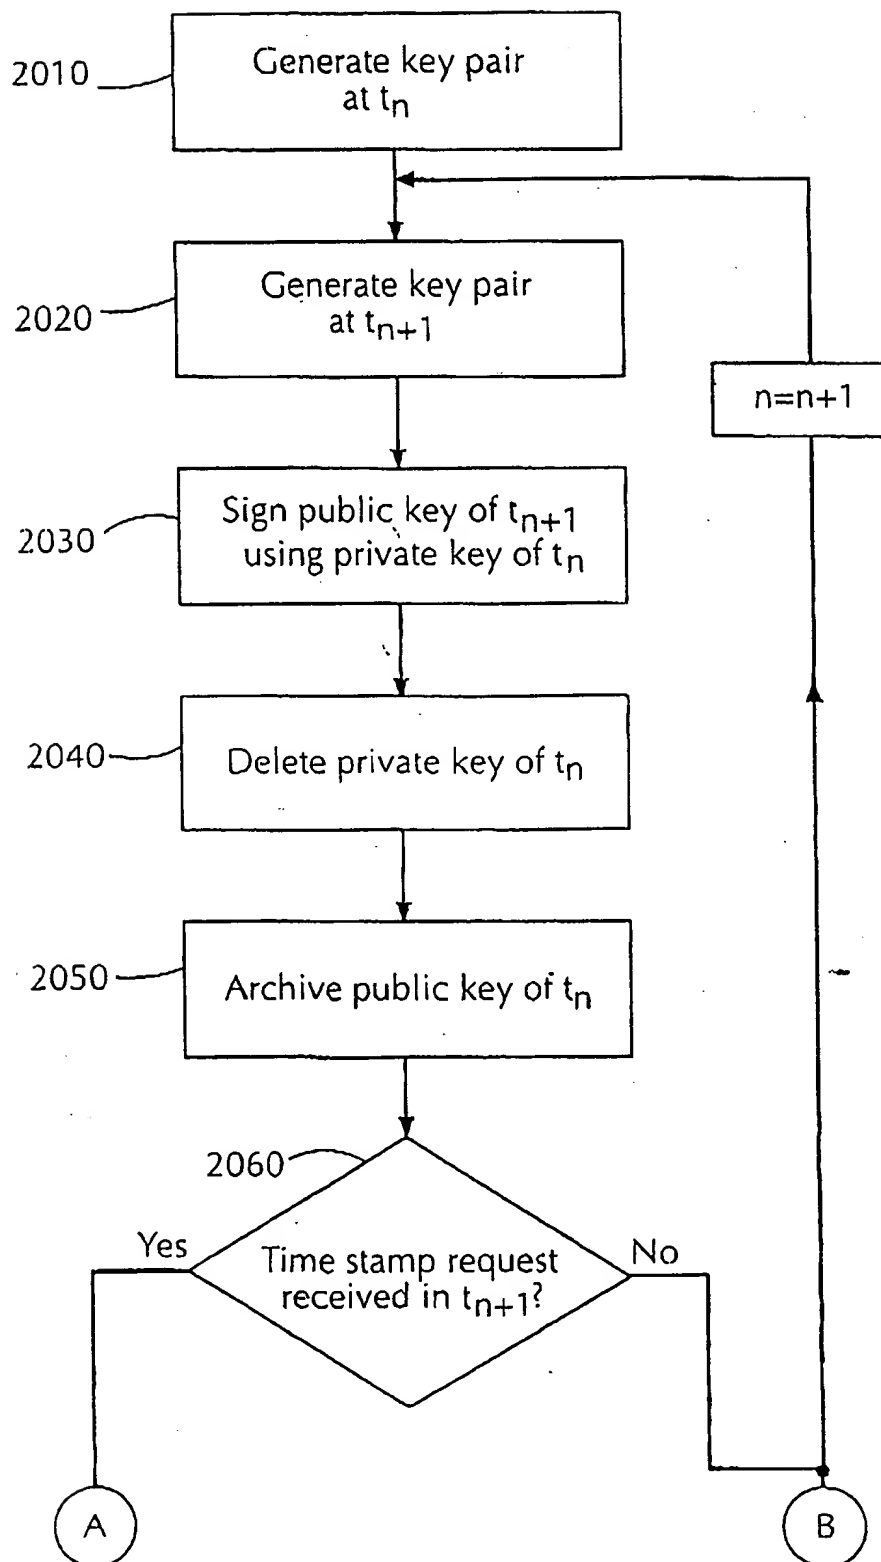 2010
Generate key pair
at tn
2020
Generate key pair
at tn+1
n=n+1
2030
Sign public key of tn+1
using private key of tn
2040
Delete private key of tn
2050
Archive public key of tn
2060
Yes
Time stamp request
received in tn+1?
No
A
B